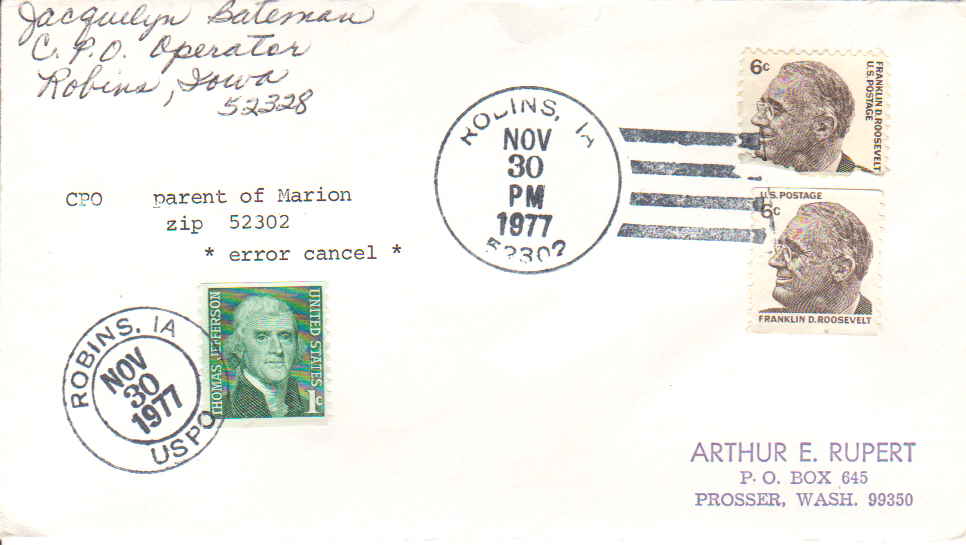 Jacquelyn Bateman
C.P.O. Operator
Robins, Iowa
52328
CPO parent of Marion
zip 52302
* error cancel *
ROBINS, IA
NOV
30
PM
1977
52302
6c
FRANKLIN D. ROOSEVELT
U.S. POSTAGE
U.S. POSTAGE
6c
FRANKLIN D. ROOSEVELT
ROBINS, IA
NOV
30
1977
USPO
THOMAS JEFFERSON
UNITED STATES
1c
ARTHUR E. RUPERT
P. O. BOX 645
PROSSER, WASH. 99350